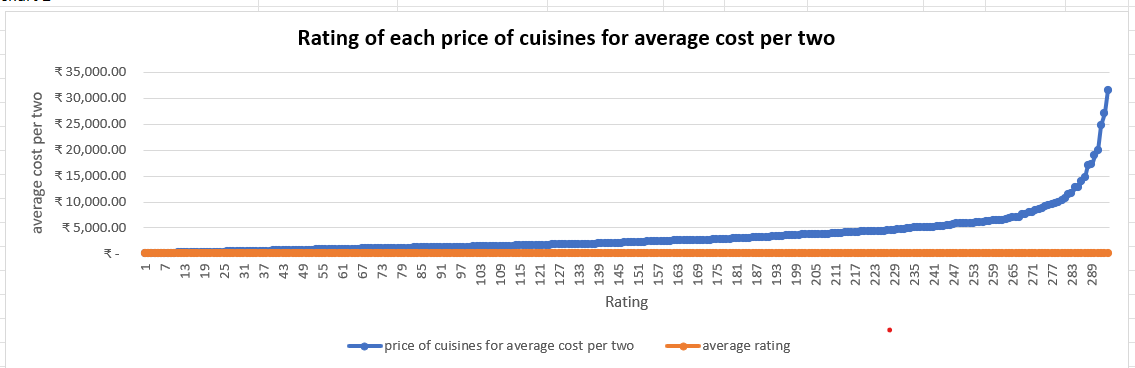 Rating of each price of cuisines for average cost per two
average cost per two
₹ 35,000.00
₹ 30,000.00
₹ 25,000.00
₹ 20,000.00
₹ 15,000.00
₹ 10,000.00
₹ 5,000.00
₹ -
1 7 13 19 25 31 37 43 49 55 61 67 73 79 85 91 97 103 109 115 121 127 133 139 145 151 157 163 169 175 181 187 193 199 205 211 217 223 229 235 241 247 253 259 265 271 277 283 289
Rating
price of cuisines for average cost per two average rating